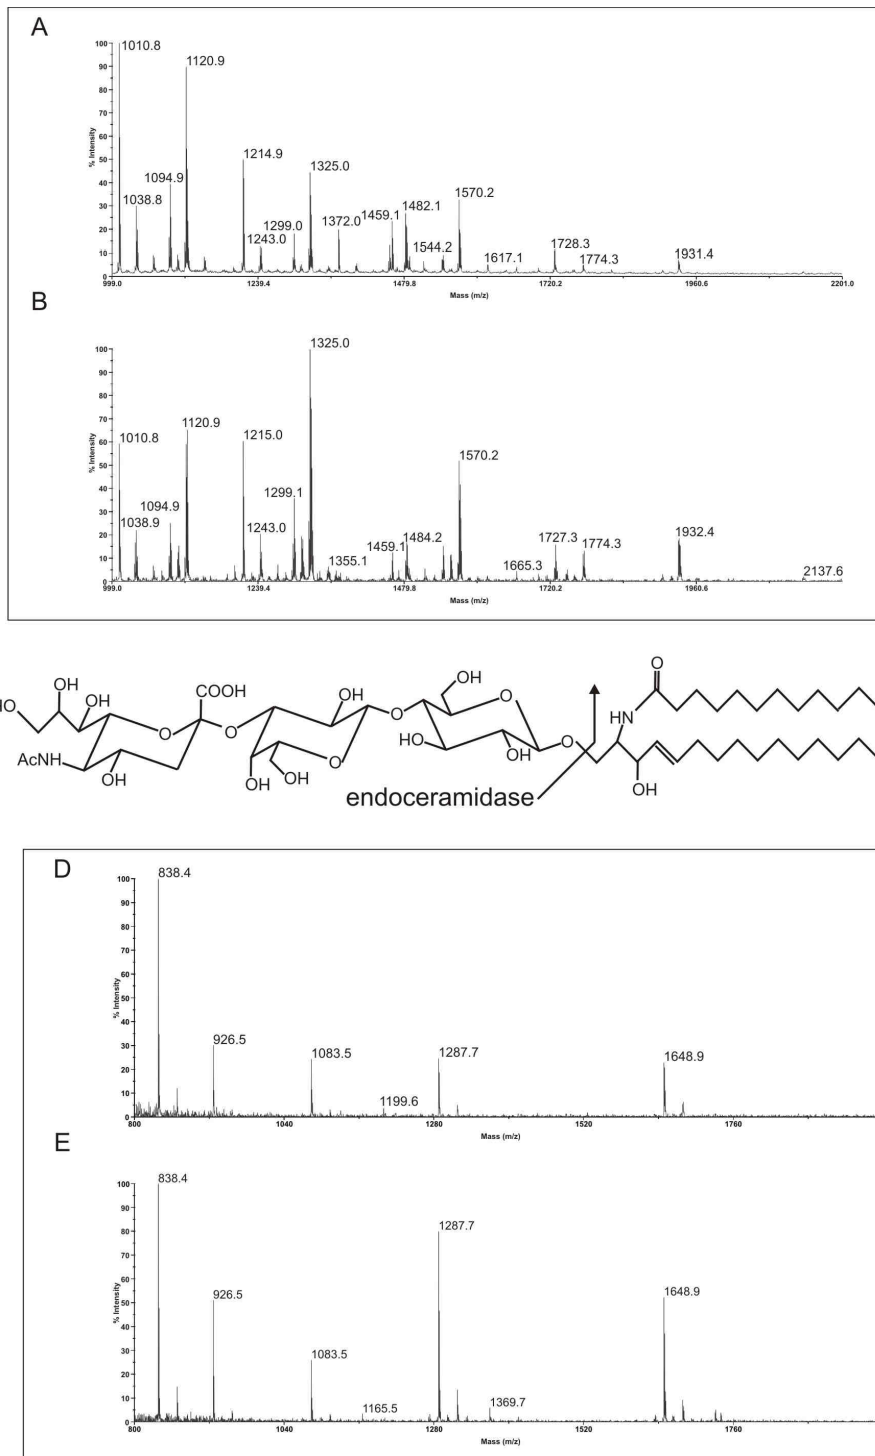 A
100
90
80
70
60
50
40
30
20
10
0
% Intensity
1010.8
1038.8
1094.9
1120.9
1214.9
1243.0
1299.0
1325.0
1372.0
1459.1
1482.1
1544.2
1570.2
1617.1
1728.3
1774.3
1931.4
999.0 1239.4 1479.8 1720.2 1960.6 2201.0
Mass (m/z)
B
100
90
80
70
60
50
40
30
20
10
0
% Intensity
1010.8
1038.9
1094.9
1120.9
1215.0
1243.0
1299.1
1325.0
1355.1
1459.1
1484.2
1570.2
1665.3
1727.3
1774.3
1932.4
2137.6
999.0 1239.4 1479.8 1720.2 1960.6
Mass (m/z)
OH
OH
COOH
OH
OH
O
HO
OH
O
O
O
O
O
O
HN
AcNH
OH
HO
OH
O
OH
OH
OH
endoceramidase
D
100
90
80
70
60
50
40
30
20
10
0
% Intensity
838.4
926.5
1083.5
1199.6
1287.7
1648.9
800 1040 1280 1520 1760
Mass (m/z)
E
100
90
80
70
60
50
40
30
20
10
0
% Intensity
838.4
926.5
1083.5
1165.5
1287.7
1369.7
1648.9
800 1040 1280 1520 1760
Mass (m/z)